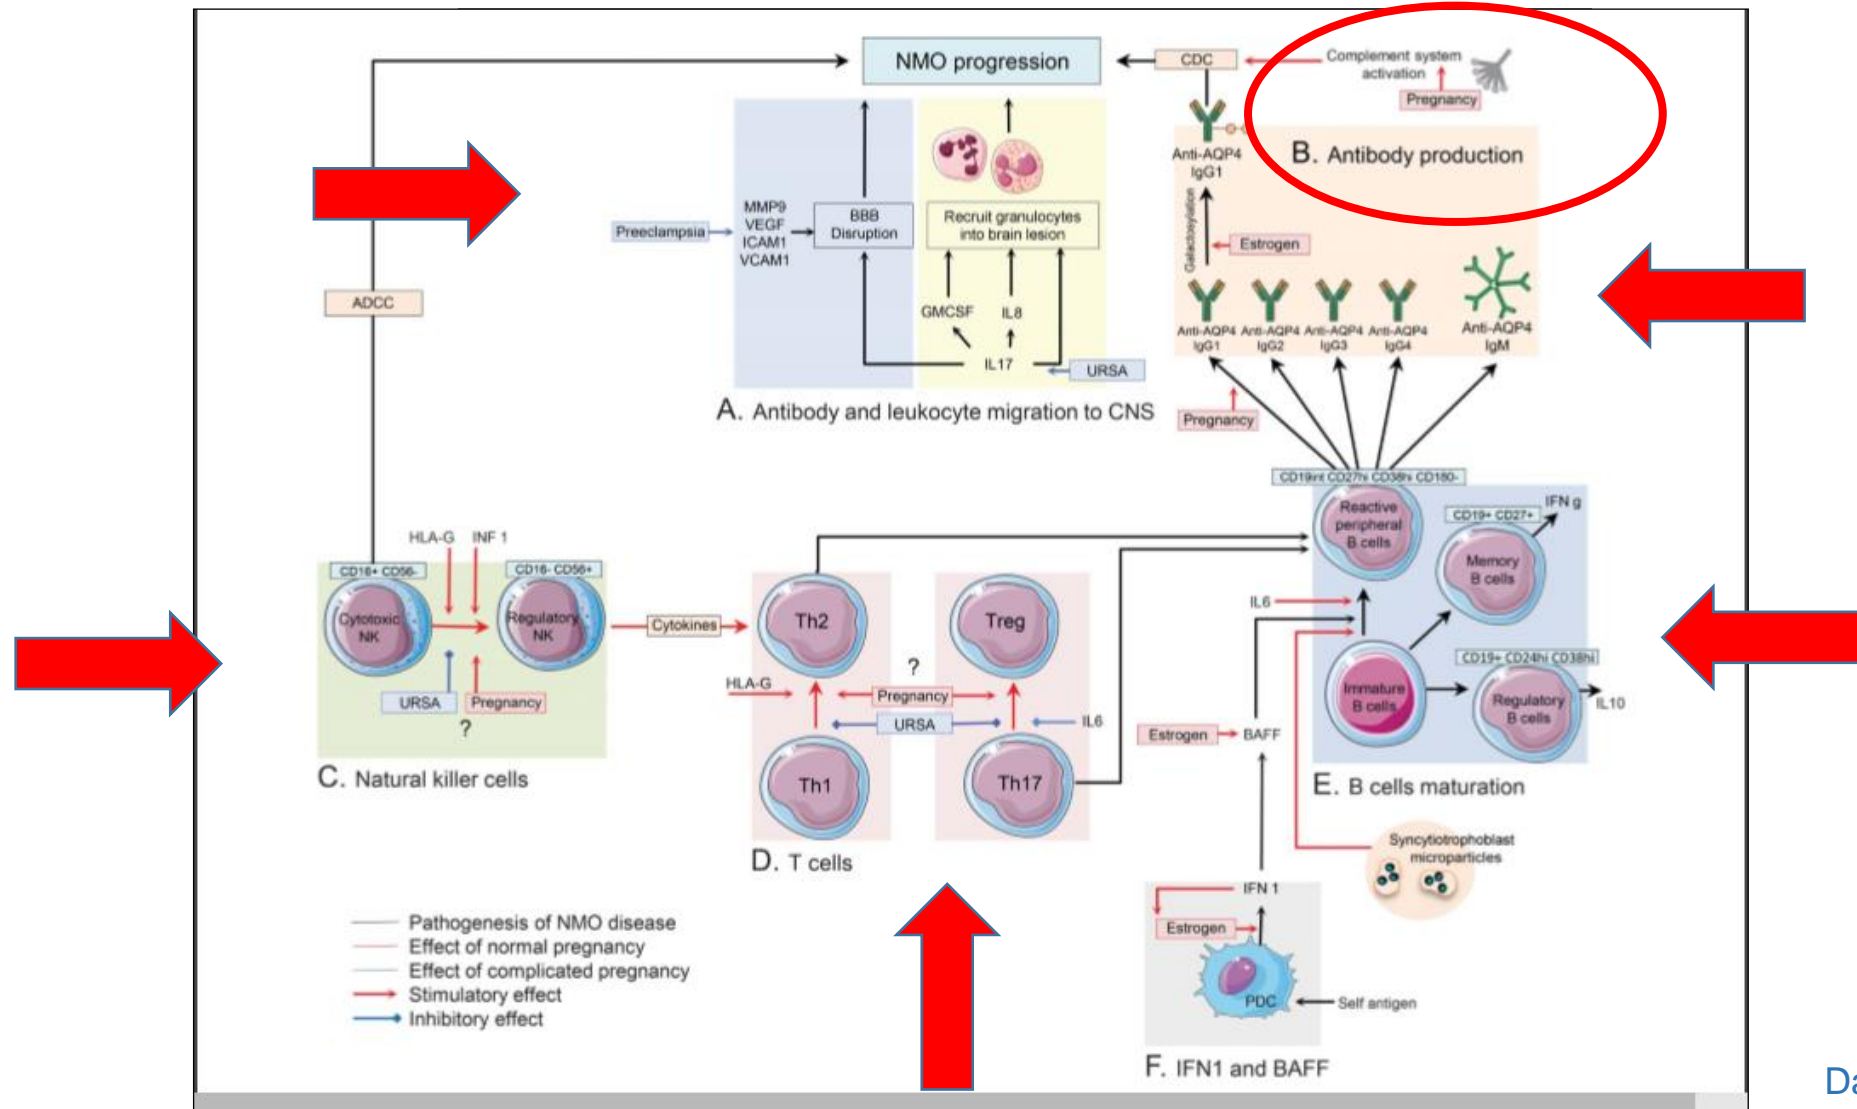 NMO progression
CDC
Complement system
activation
Pregnancy
Anti-AQP4
IgG1
B. Antibody production
Galactosylation
Estrogen
Preeclampsia
MMP9
VEGF
ICAM1
VCAM1
BBB
Disruption
Recruit granulocytes
into brain lesion
GMCSF
IL8
IL17
URSA
A. Antibody and leukocyte migration to CNS
ADCC
Anti-AQP4
IgG1
Anti-AQP4
IgG2
Anti-AQP4
IgG3
Anti-AQP4
IgG4
Anti-AQP4
IgM
Pregnancy
CD19int CD27hi CD38hi CD180-
Reactive
peripheral
B cells
CD19+ CD27+
IFN g
Memory
B cells
IL6
CD19+ CD24hi CD38hi
Immature
B cells
Regulatory
B cells
IL10
E. B cells maturation
HLA-G
INF 1
CD16+ CD56-
CD16- CD56+
Cytotoxic
NK
Regulatory
NK
URSA
Pregnancy
?
C. Natural killer cells
Cytokines
Th2
Treg
?
HLA-G
Pregnancy
URSA
IL6
Th1
Th17
D. T cells
Estrogen
BAFF
Syncytiotrophoblast
microparticles
IFN 1
Estrogen
PDC
Self antigen
F. IFN1 and BAFF
Pathogenesis of NMO disease
Effect of normal pregnancy
Effect of complicated pregnancy
Stimulatory effect
Inhibitory effect